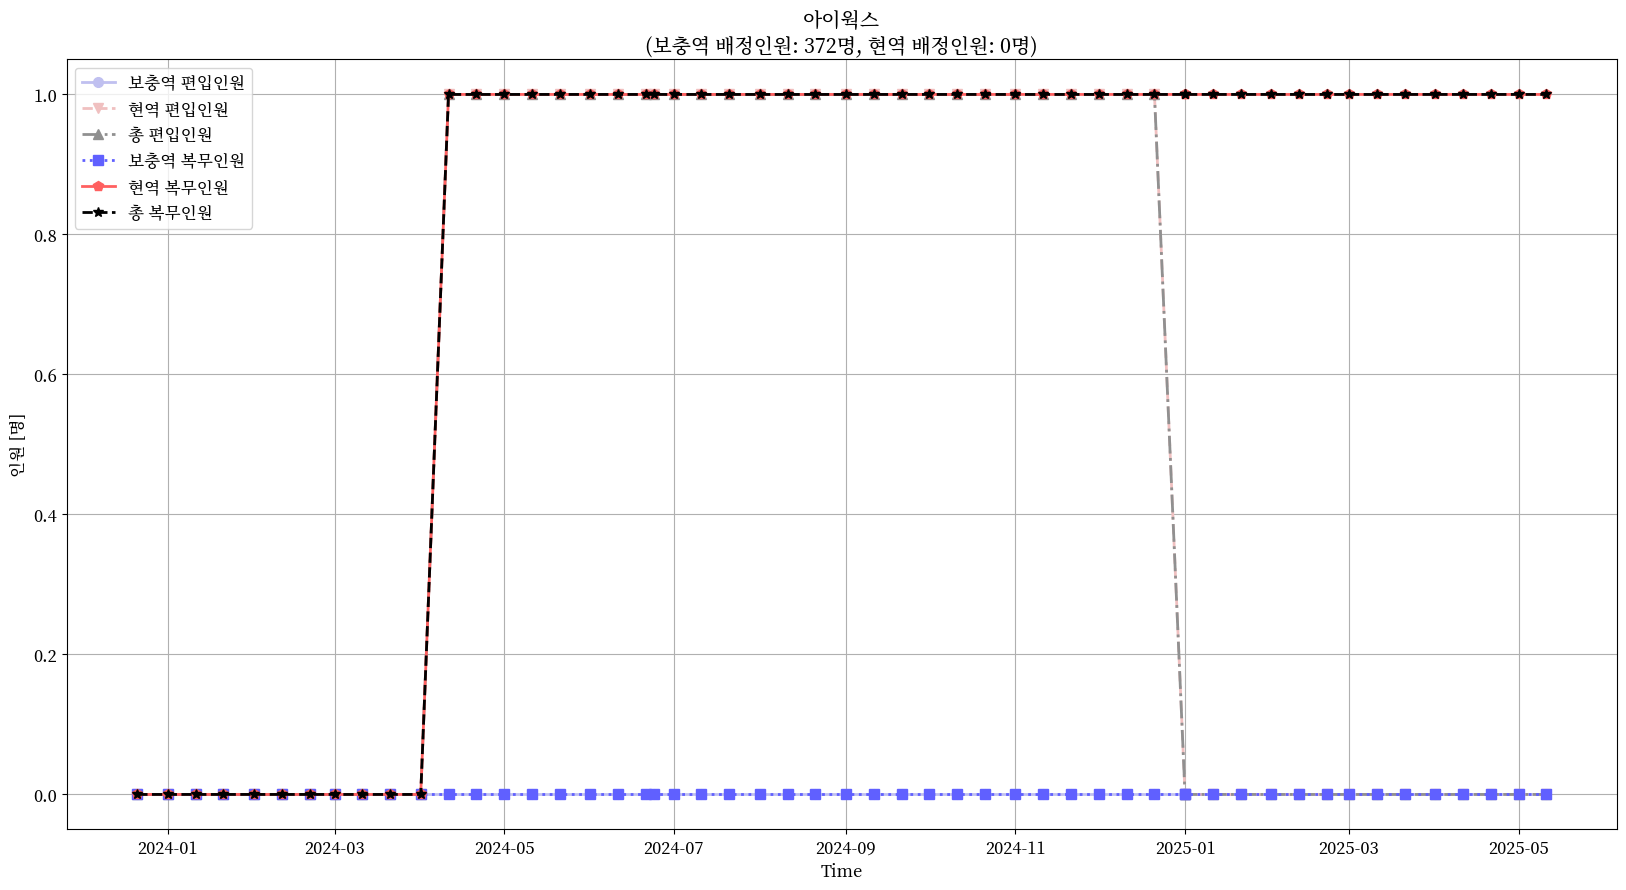 아이웍스
(보충역 배정인원: 372명, 현역 배정인원: 0명)
보충역 편입인원
현역 편입인원
총 편입인원
보충역 복무인원
현역 복무인원
총 복무인원
인원 [명]
1.0
0.8
0.6
0.4
0.2
0.0
2024-01
2024-03
2024-05
2024-07
2024-09
2024-11
2025-01
2025-03
2025-05
Time